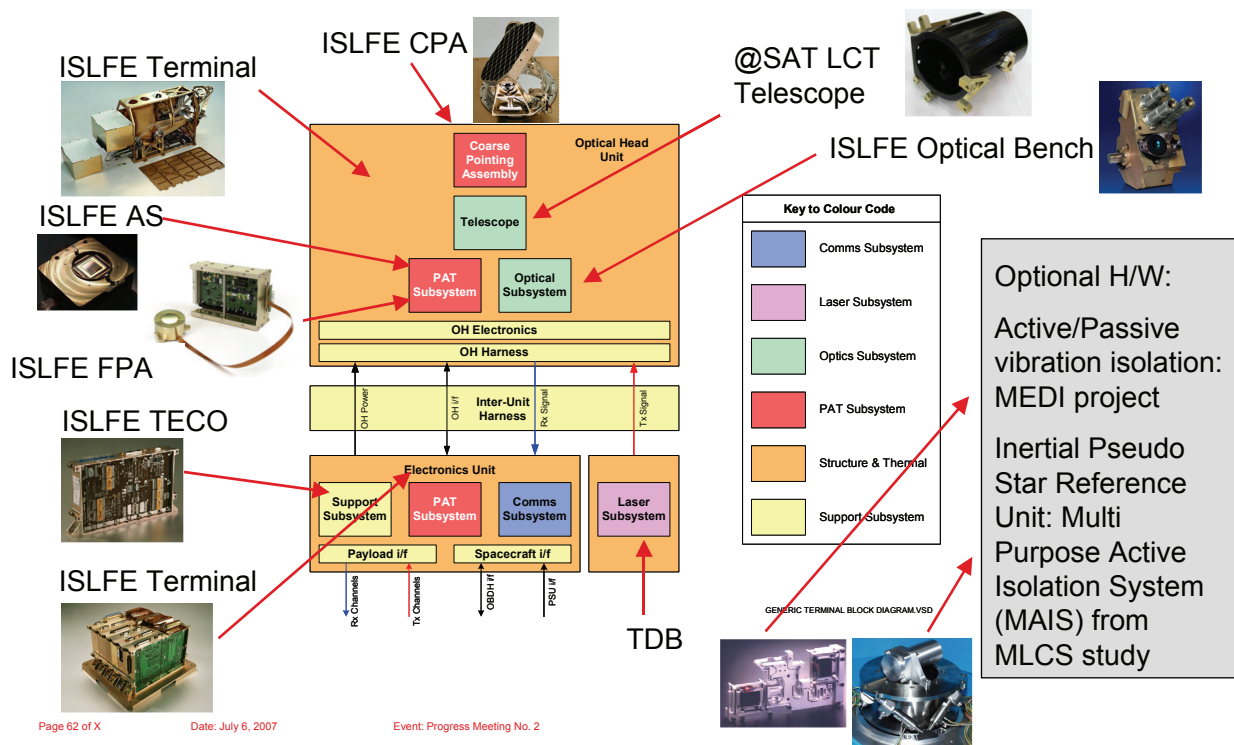 ISLFE CPA
ISLFE Terminal
@SAT LCT
Telescope
ISLFE Optical Bench
ISLFE AS
ISLFE FPA
ISLFE TECO
ISLFE Terminal
Optical Head
Unit
Coarse
Pointing
Assembly
Telescope
PAT
Subsystem
Optical
Subsystem
OH Electronics
OH Harness
OH Power
OH i/f
Rx Signal
Tx Signal
Inter-Unit
Harness
Electronics Unit
Support
Subsystem
PAT
Subsystem
Comms
Subsystem
Laser
Subsystem
Payload i/f
Spacecraft i/f
Rx Channels
Tx Channels
OBDH i/f
PSU i/f
TDB
Key to Colour Code
Comms Subsystem
Laser Subsystem
Optics Subsystem
PAT Subsystem
Structure & Thermal
Support Subsystem
GENERIC TERMINAL BLOCK DIAGRAM.VSD
Optional H/W:
Active/Passive
vibration isolation:
MEDI project
Inertial Pseudo
Star Reference
Unit: Multi
Purpose Active
Isolation System
(MAIS) from
MLCS study
Page 62 of X
Date: July 6, 2007
Event: Progress Meeting No. 2